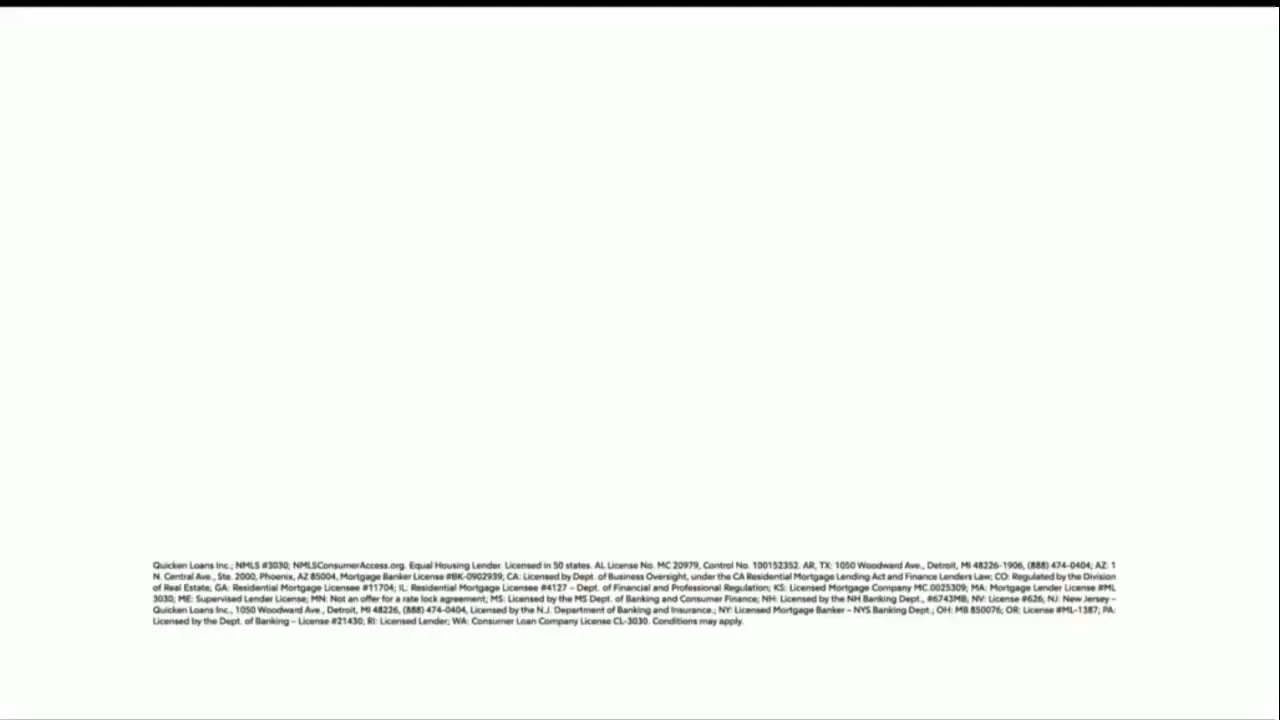 Quicken Loans Inc.; NMLS #3030; NMLSConsumerAccess.org. Equal Housing Lender. Licensed in 50 states. AL License No. MC 20979, Control No. 100152352. AR, TX: 1050 Woodward Ave., Detroit, MI 48226-1906, (888) 474-0404; AZ: 1
N. Central Ave., Ste. 2000, Phoenix, AZ 85004, Mortgage Banker License #BK-0902939; CA: Licensed by Dept. of Business Oversight, under the CA Residential Mortgage Lending Act and Finance Lenders Law; CO: Regulated by the Division
of Real Estate; GA: Residential Mortgage Licensee #11704; IL: Residential Mortgage Licensee #4127 – Dept. of Financial and Professional Regulation; KS: Licensed Mortgage Company MC.0025309; MA: Mortgage Lender License #ML
3030; ME: Supervised Lender License; MN: Not an offer for a rate lock agreement; MS: Licensed by the MS Dept. of Banking and Consumer Finance; NH: Licensed by the NH Banking Dept., #6743MB; NV: License #626; NJ: New Jersey –
Quicken Loans Inc., 1050 Woodward Ave., Detroit, MI 48226, (888) 474-0404, Licensed by the N.J. Department of Banking and Insurance.; NY: Licensed Mortgage Banker – NYS Banking Dept.; OH: MB 850076; OR: License #ML-1387; PA:
Licensed by the Dept. of Banking – License #21430; RI: Licensed Lender; WA: Consumer Loan Company License CL-3030. Conditions may apply.